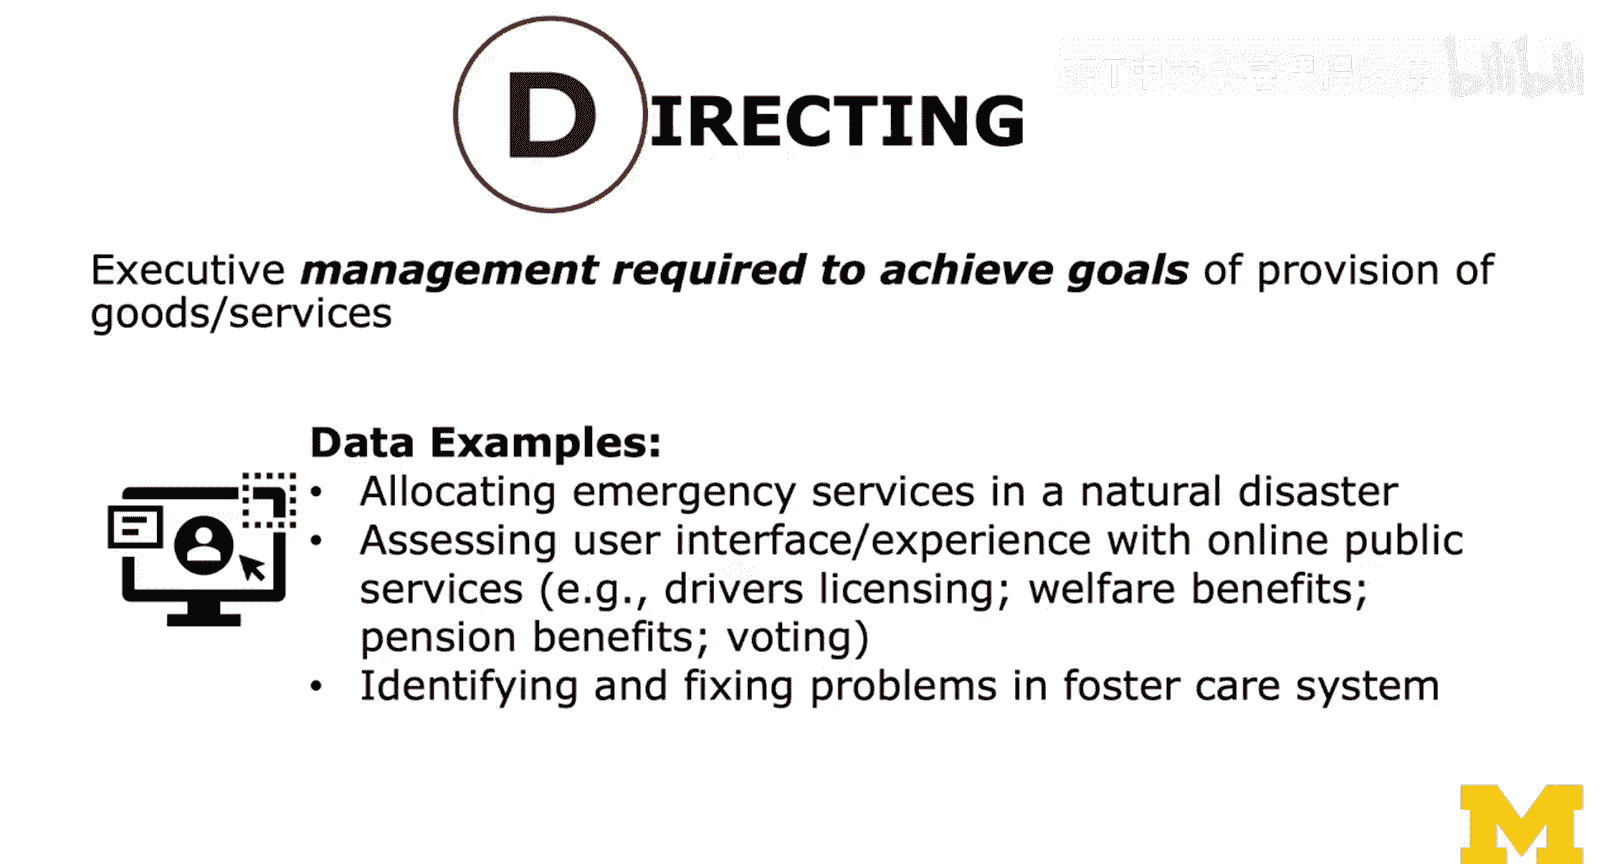 DIRECTING
bilibili
Executive management required to achieve goals of provision of
goods/services
Data Examples:
• Allocating emergency services in a natural disaster
• Assessing user interface/experience with online public
services (e.g., drivers licensing; welfare benefits;
pension benefits; voting)
• Identifying and fixing problems in foster care system
M